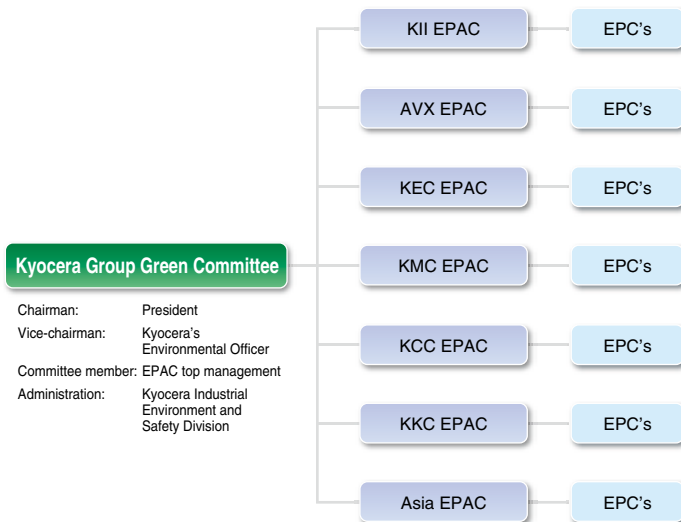 KII EPAC EPC's
AVX EPAC EPC's
KEC EPAC EPC's
Kyocera Group Green Committee
KMC EPAC EPC's
Chairman: President
Vice-chairman: Kyocera's
Environmental Officer
Committee member: EPAC top management
Administration: Kyocera Industrial
Environment and
Safety Division
KCC EPAC EPC's
KKC EPAC EPC's
Asia EPAC EPC's